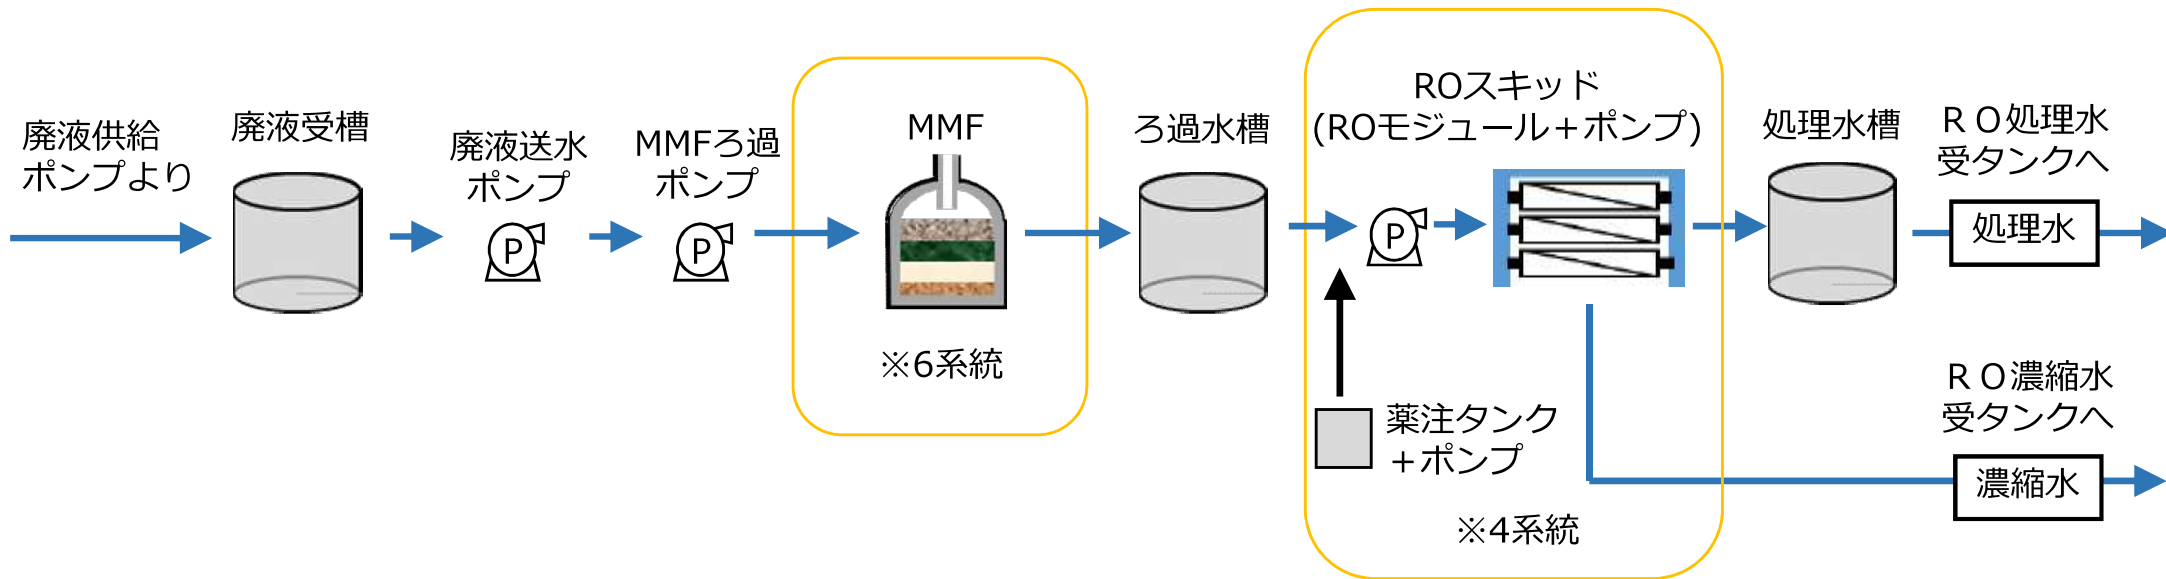 廃液供給
ポンプより
廃液受槽
廃液送水
ポンプ
P
MMFろ過
ポンプ
P
MMF
※6系統
ろ過水槽
ROスキッド
(ROモジュール＋ポンプ)
P
薬注タンク
＋ポンプ
※4系統
処理水槽
ＲＯ処理水
受タンクへ
処理水
ＲＯ濃縮水
受タンクへ
濃縮水